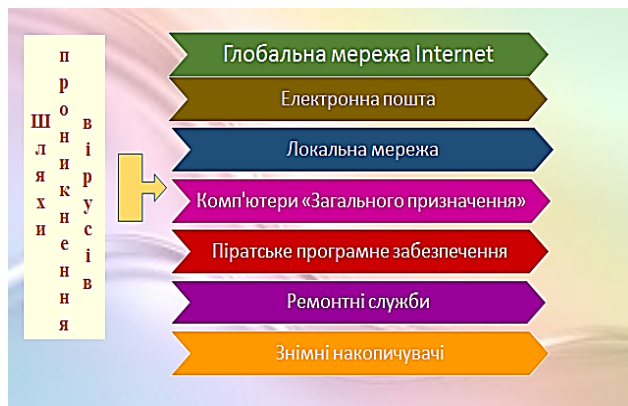 Шляхи
проникнення
вірусів
Глобальна мережа Internet
Електронна пошта
Локальна мережа
Комп'ютери «Загального призначення»
Піратське програмне забезпечення
Ремонтні служби
Знімні накопичувачі